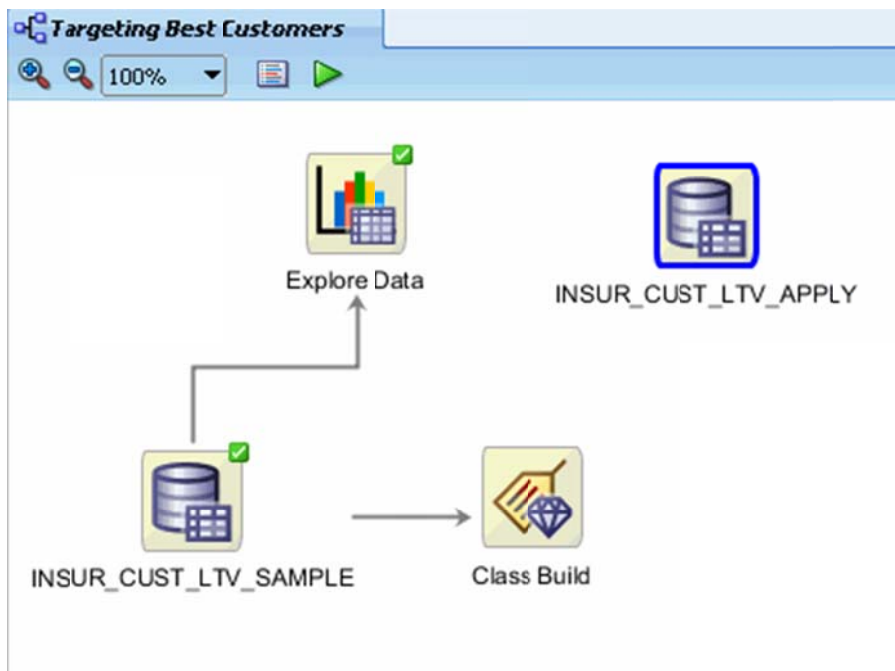 Targeting Best Customers
100%
Explore Data
INSUR_CUST_LTV_APPLY
INSUR_CUST_LTV_SAMPLE
Class Build